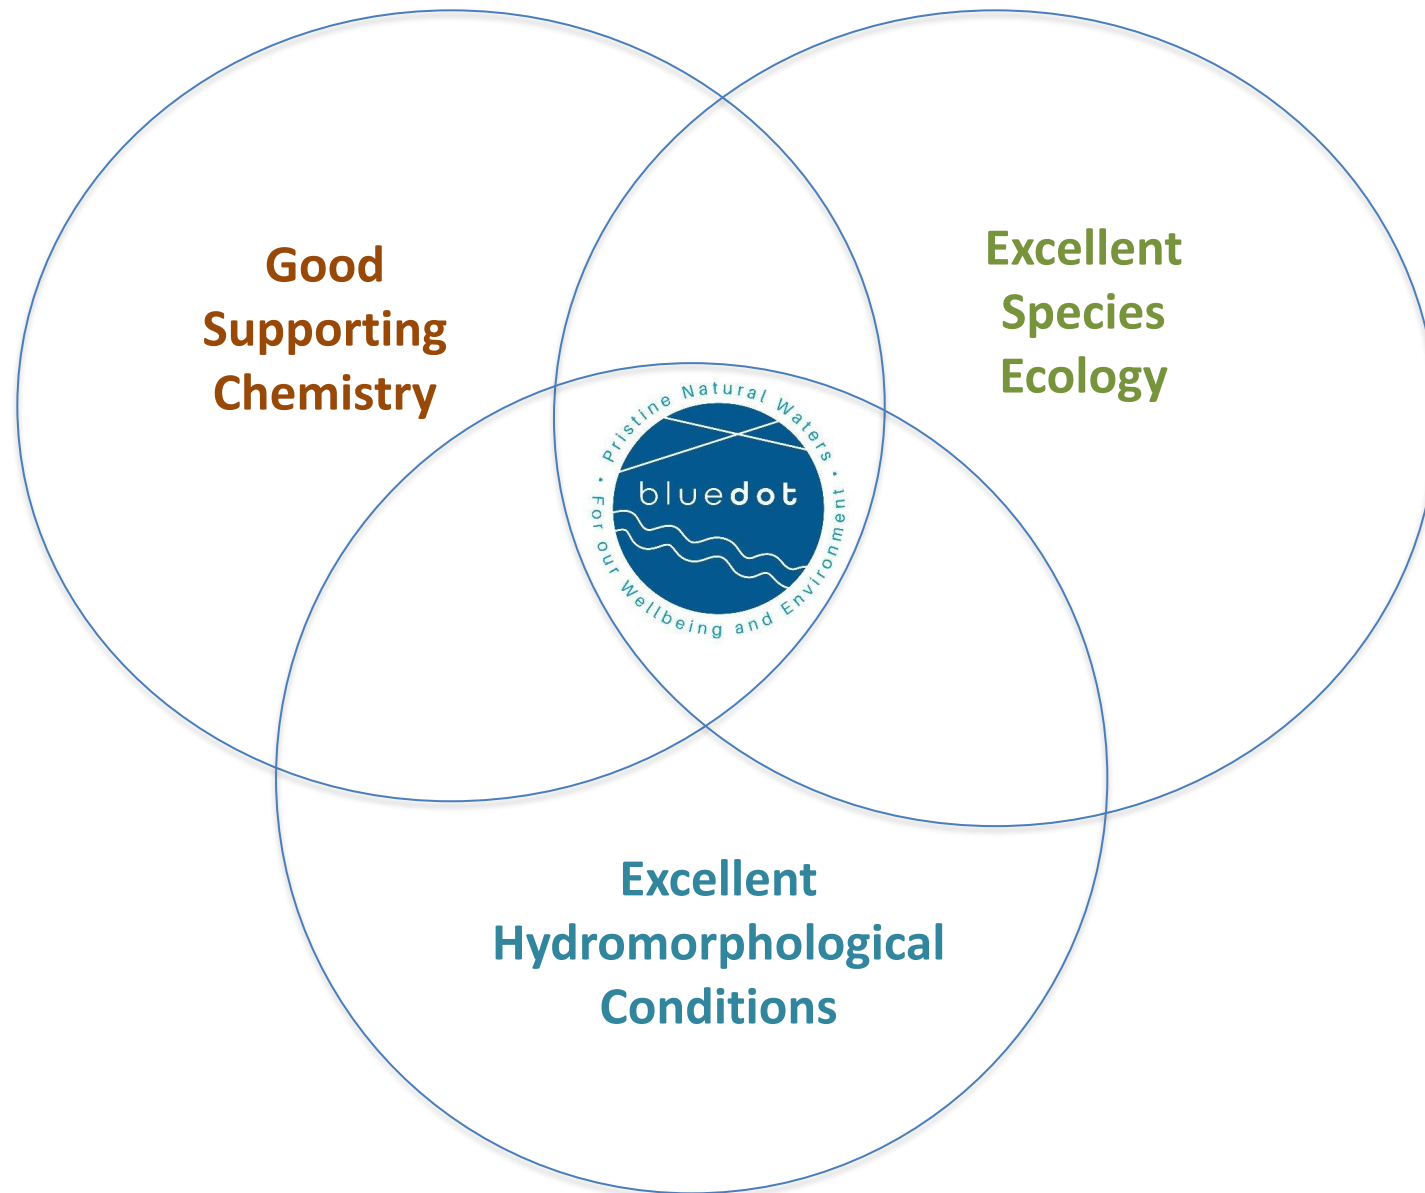 Good
Supporting
Chemistry
Excellent
Species
Ecology
• Pristine Natural Waters •
bluedot
For our Wellbeing and Environment
Excellent
Hydromorphological
Conditions